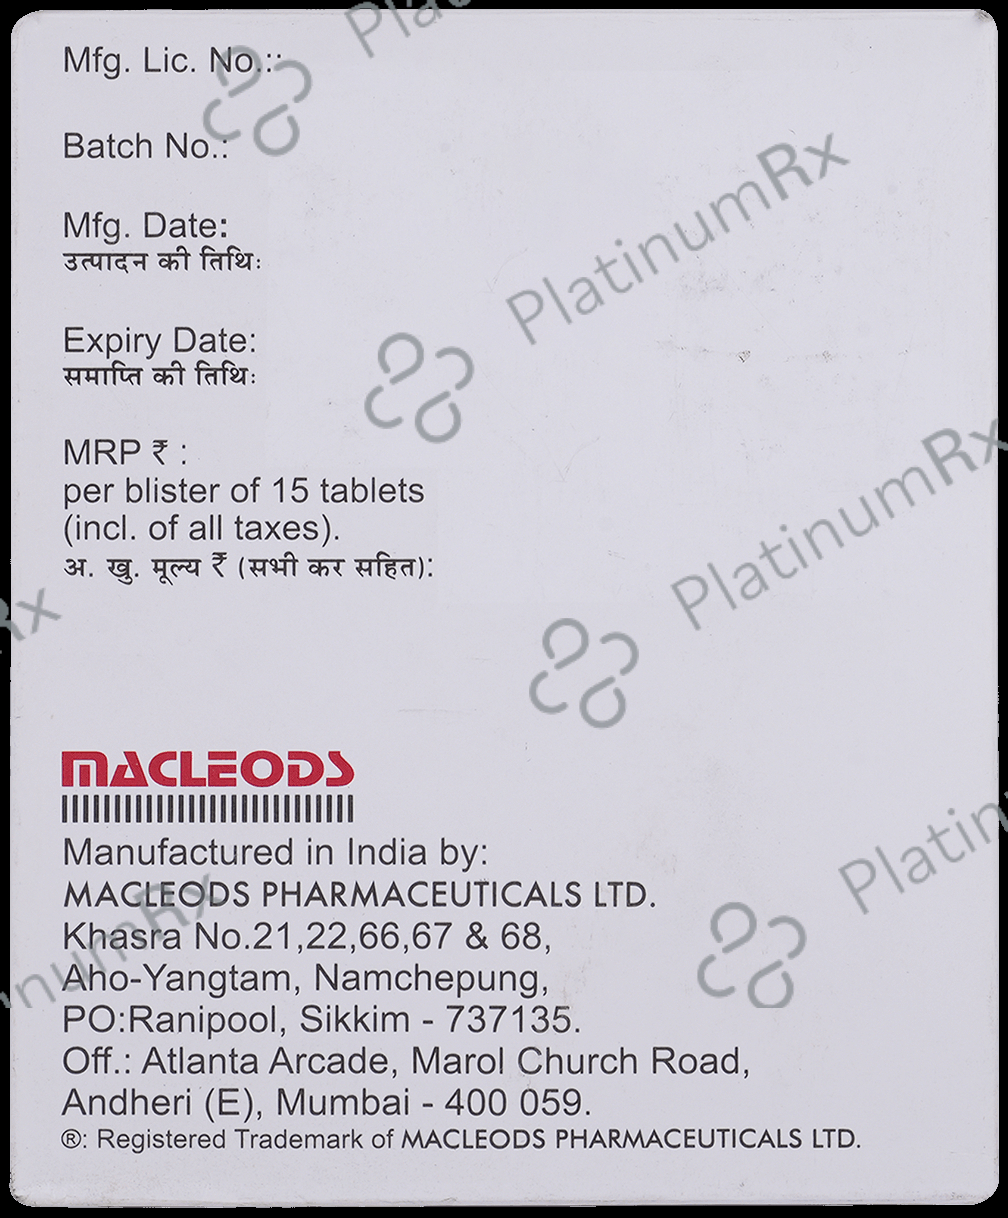 Mfg. Lic. No.::
Batch No.:
Mfg. Date:
उत्पादन की तिथि:
Expiry Date:
समाप्ति की तिथि:
MRP ₹ :
per blister of 15 tablets
(incl. of all taxes).
अ. खु. मूल्य ₹ (सभी कर सहित):
MACLEODS
Manufactured in India by:
MACLEODS PHARMACEUTICALS LTD.
Khasra No.21,22,66,67 & 68,
Aho-Yangtam, Namchepung,
PO:Ranipool, Sikkim - 737135.
Off.: Atlanta Arcade, Marol Church Road,
Andheri (E), Mumbai - 400 059.
®: Registered Trademark of MACLEODS PHARMACEUTICALS LTD.
PlatinumRx
PlatinumRx